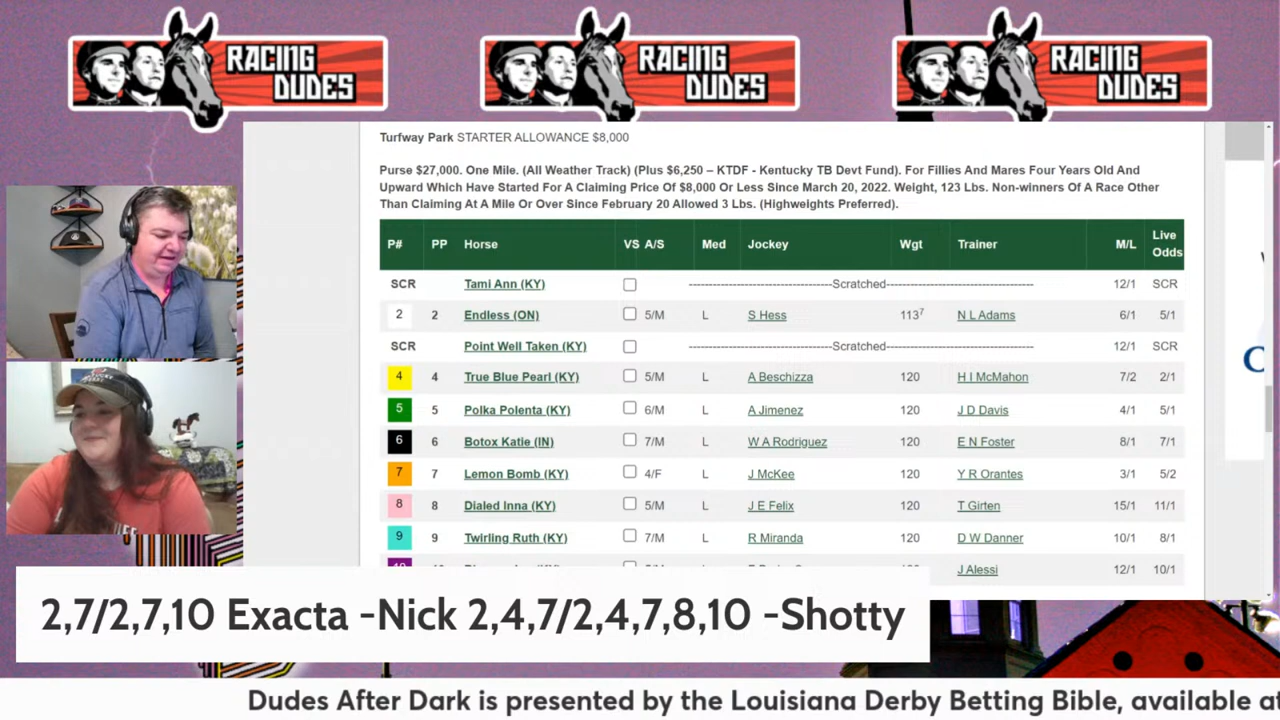 RACING
DUDES
RACING
DUDES
RACING
DUDES
Turfway Park STARTER ALLOWANCE $8,000
Purse $27,000. One Mile. (All Weather Track) (Plus $6,250 – KTDF - Kentucky TB Devt Fund). For Fillies And Mares Four Years Old And
Upward Which Have Started For A Claiming Price Of $8,000 Or Less Since March 20, 2022. Weight, 123 Lbs. Non-winners Of A Race Other
Than Claiming At A Mile Or Over Since February 20 Allowed 3 Lbs. (Highweights Preferred).
P# PP Horse VS A/S Med Jockey Wgt Trainer M/L Live Odds
SCR Tami Ann (KY) ---Scratched--- 12/1 SCR
2 2 Endless (ON) 5/M L S Hess 113⁷ N L Adams 6/1 5/1
SCR Point Well Taken (KY) ---Scratched--- 12/1 SCR
4 4 True Blue Pearl (KY) 5/M L A Beschizza 120 H I McMahon 7/2 2/1
5 5 Polka Polenta (KY) 6/M L A Jimenez 120 J D Davis 4/1 5/1
6 6 Botox Katie (IN) 7/M L W A Rodriguez 120 E N Foster 8/1 7/1
7 7 Lemon Bomb (KY) 4/F L J McKee 120 Y R Orantes 3/1 5/2
8 8 Dialed Inna (KY) 5/M L J E Felix 120 T Girten 15/1 11/1
9 9 Twirling Ruth (KY) 7/M L R Miranda 120 D W Danner 10/1 8/1
J Alessi 12/1 10/1
2,7/2,7,10 Exacta -Nick 2,4,7/2,4,7,8,10 -Shotty
Dudes After Dark is presented by the Louisiana Derby Betting Bible, available at